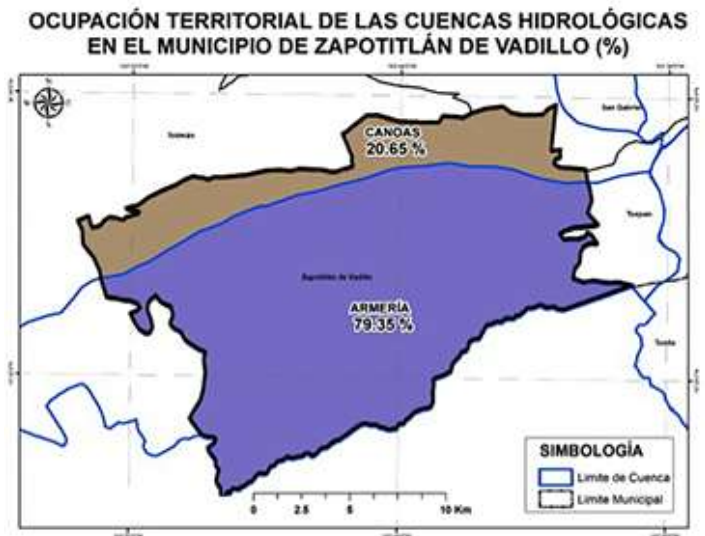 OCUPACIÓN TERRITORIAL DE LAS CUENCAS HIDROLÓGICAS
EN EL MUNICIPIO DE ZAPOTITLÁN DE VADILLO (%)
San Gabriel
Tolimán
CANOAS
20.65 %
Tuxpan
Zapotitlán de Vadillo
ARMERÍA
79.35 %
SIMBOLOGÍA
Limite de Cuenca
Limite Municipal
0 2.5 5 10 Km